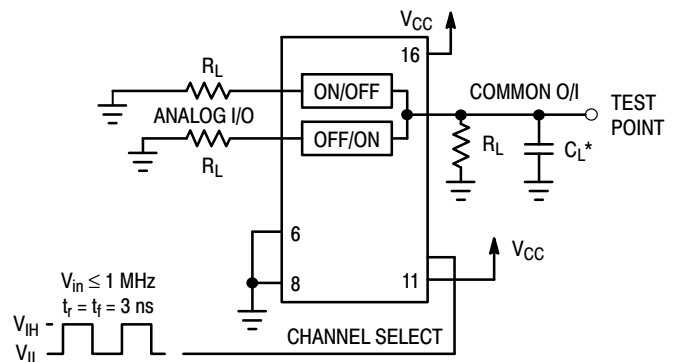 VCC
16
RL
ON/OFF
COMMON O/I
TEST
POINT
ANALOG I/O
OFF/ON
RL
RL
CL*
6
VCC
8
11
Vin ≤ 1 MHz
tr = tf = 3 ns
VIH
CHANNEL SELECT
VIL